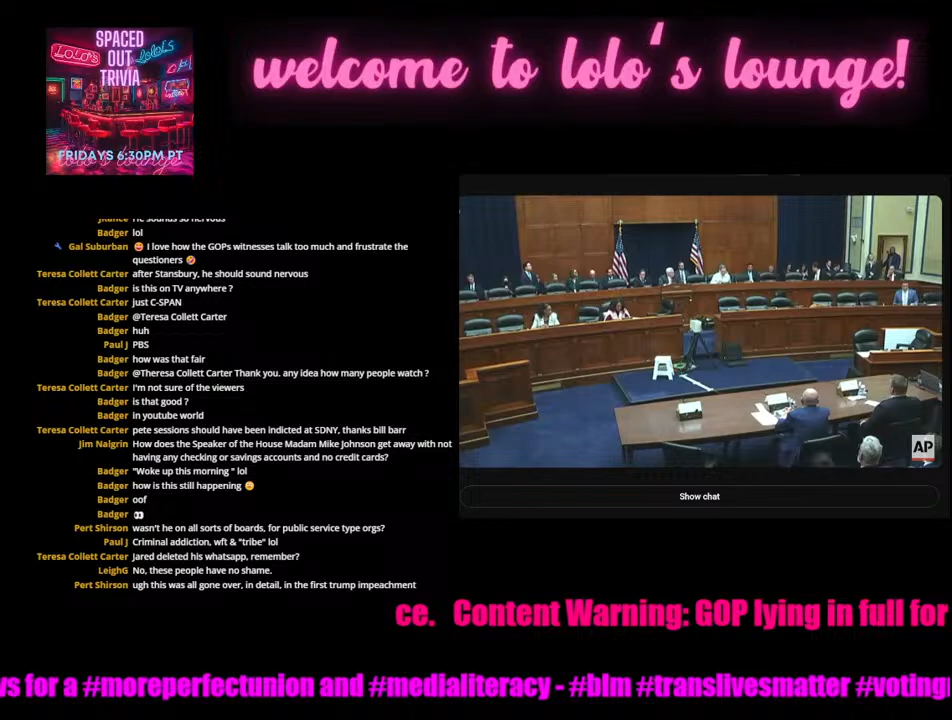 SPACED
OUT
TRIVIA
LOLO'S
FRIDAYS 6:30PM PT
lolo's lounge
welcome to lolo's lounge!
He sounds so nervous
Badger lol
Gal Suburban 🤩 I love how the GOPs witnesses talk too much and frustrate the
questioners 🤣
Teresa Collett Carter after Stansbury, he should sound nervous
Badger is this on TV anywhere ?
Teresa Collett Carter just C-SPAN
Badger @Teresa Collett Carter
Badger huh
Paul J PBS
Badger how was that fair
Badger @Theresa Collett Carter Thank you. any idea how many people watch ?
Teresa Collett Carter I'm not sure of the viewers
Badger is that good ?
Badger in youtube world
Teresa Collett Carter pete sessions should have been indicted at SDNY, thanks bill barr
Jim Nalgrin How does the Speaker of the House Madam Mike Johnson get away with not
having any checking or savings accounts and no credit cards?
Badger "Woke up this morning " lol
Badger how is this still happening 😑
Badger oof
Badger 👀
Pert Shirson wasn't he on all sorts of boards, for public service type orgs?
Paul J Criminal addiction, wft & "tribe" lol
Teresa Collett Carter Jared deleted his whatsapp, remember?
LeighG No, these people have no shame.
Pert Shirson ugh this was all gone over, in detail, in the first trump impeachment
AP
Show chat
ce. Content Warning: GOP lying in full for
ws for a #moreperfectunion and #medialiteracy - #blm #translivesmatter #voting